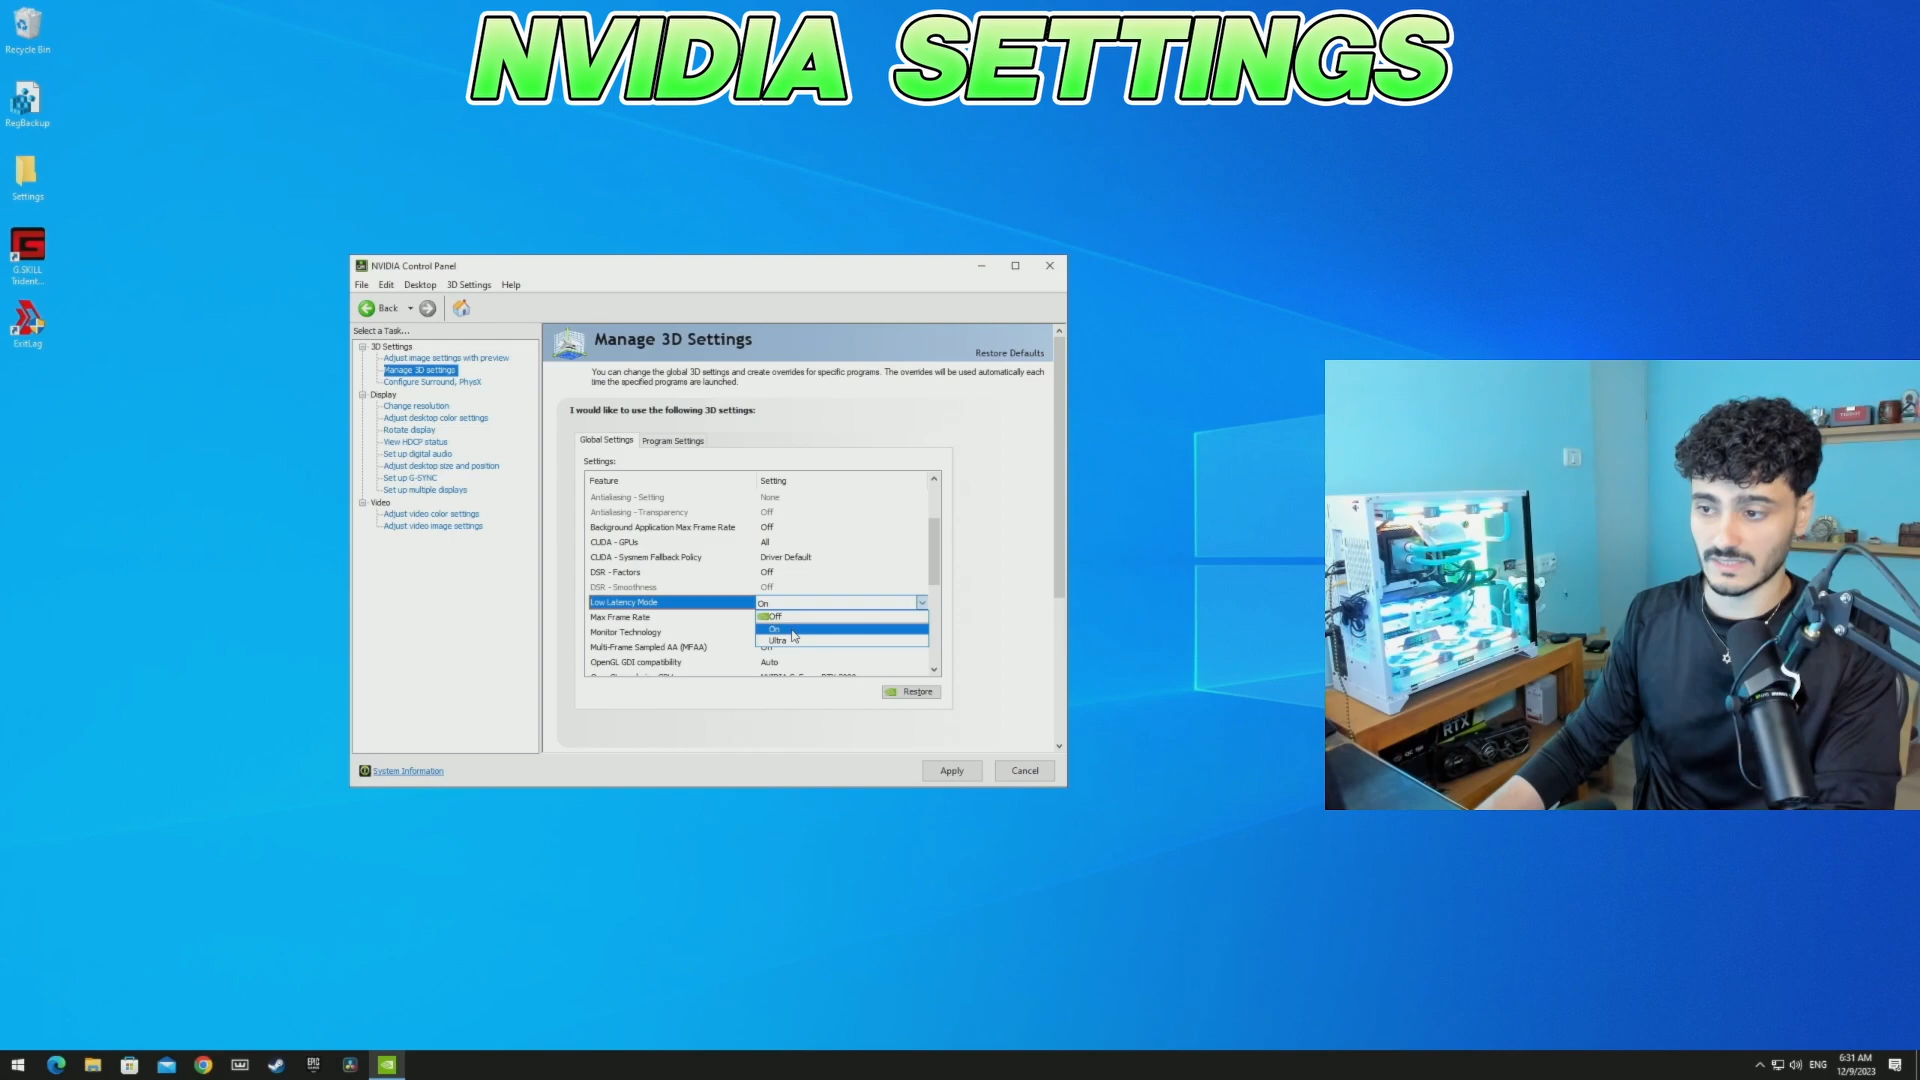 NVIDIA SETTINGS
Recycle Bin
RegBackup
Settings
G.SKILL
Trident...
ExitLag
NVIDIA Control Panel
File Edit Desktop 3D Settings Help
Back
Select a Task...
3D Settings
Adjust image settings with preview
Manage 3D settings
Configure Surround, PhysX
Display
Change resolution
Adjust desktop color settings
Rotate display
View HDCP status
Set up digital audio
Adjust desktop size and position
Set up G-SYNC
Set up multiple displays
Video
Adjust video color settings
Adjust video image settings
System Information
Manage 3D Settings
Restore Defaults
You can change the global 3D settings and create overrides for specific programs. The overrides will be used automatically each
time the specified programs are launched.
I would like to use the following 3D settings:
Global Settings Program Settings
Settings:
Feature Setting
Antialiasing - Setting None
Antialiasing - Transparency Off
Background Application Max Frame Rate Off
CUDA - GPUs All
CUDA - Sysmem Fallback Policy Driver Default
DSR - Factors Off
DSR - Smoothness Off
Low Latency Mode On
Max Frame Rate Off
On
Monitor Technology
Ultra
Multi-Frame Sampled AA (MFAA)
OpenGL GDI compatibility Auto
Restore
Apply Cancel
RTX
EPIC
ENG
6:31 AM
12/9/2023